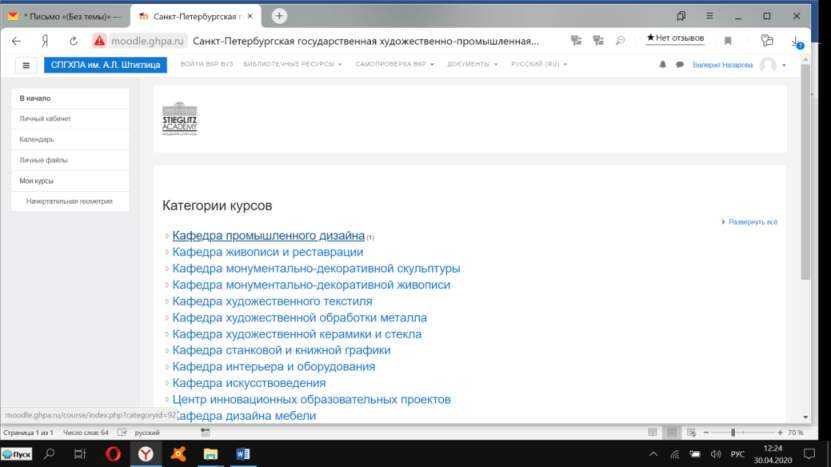 * Письмо «(Без темы)» —
Санкт-Петербургская г
moodle.ghpa.ru Санкт-Петербургская государственная художественно-промышленная...
Нет отзывов
СПГХПА им. А.Л. Штиглица
ВОЙТИ ВКР ВУЗ
БИБЛИОТЕЧНЫЕ РЕСУРСЫ
САМОПРОВЕРКА ВКР
ДОКУМЕНТЫ
РУССКИЙ (RU)
Валерия Назарова
В начало
Личный кабинет
Календарь
Личные файлы
Мои курсы
Начертательная геометрия
STIEGLITZ
ACADEMY
Категории курсов
Развернуть всё
Кафедра промышленного дизайна (1)
Кафедра живописи и реставрации
Кафедра монументально-декоративной скульптуры
Кафедра монументально-декоративной живописи
Кафедра художественного текстиля
Кафедра художественной обработки металла
Кафедра художественной керамики и стекла
Кафедра станковой и книжной графики
Кафедра интерьера и оборудования
Кафедра искусствоведения
Центр инновационных образовательных проектов
Кафедра дизайна мебели
moodle.ghpa.ru/course/index.php?categoryid=92
Страница 1 из 1 Число слов: 64 русский
70 %
Пуск
РУС
12:24
30.04.2020